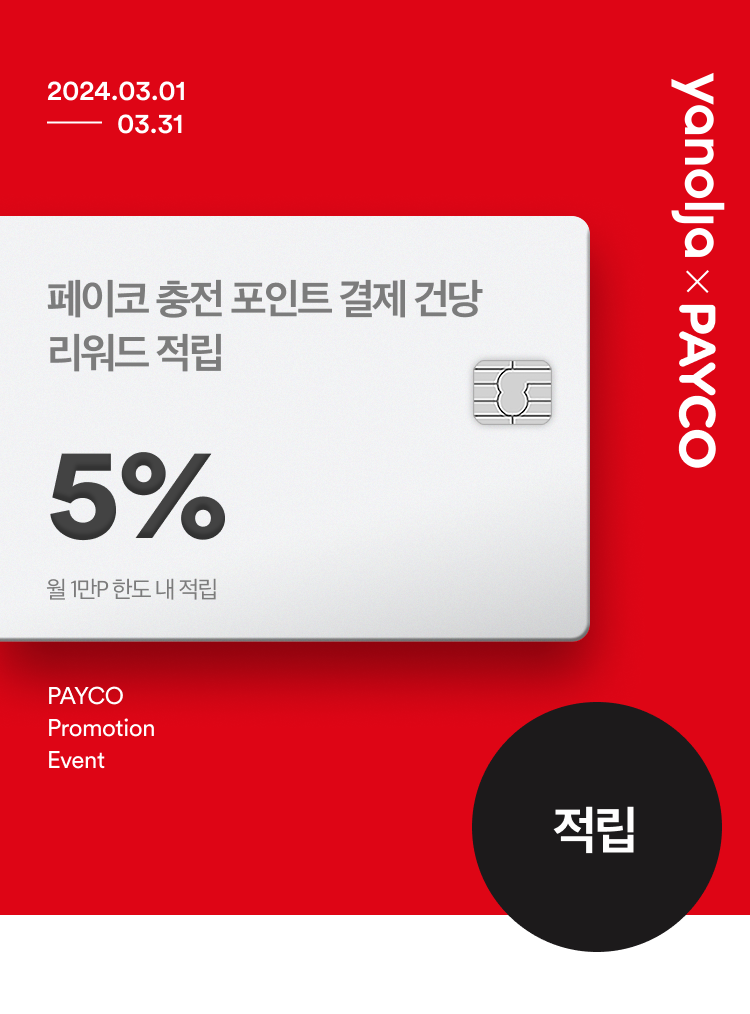 2024.03.01
03.31
yanolja × PAYCO
페이코 충전 포인트 결제 건당
리워드 적립
5%
월 1만P 한도 내 적립
PAYCO
Promotion
Event
적립